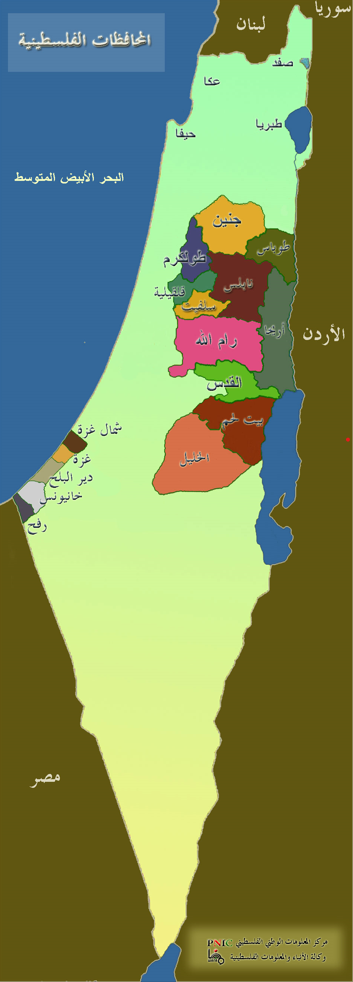 سوريا
لبنان
المحافظات الفلسطينية
صفد
عكا
طبريا
حيفا
البحر الأبيض المتوسط
جنين
طوباس
طولكرم
نابلس
قلقيلية
سلفيت
أريحا
رام الله
الأردن
القدس
بيت لحم
الخليل
شمال غزة
غزة
دير البلح
خانيونس
رفح
مصر
PNIC
مركز المعلومات الوطني الفلسطيني
وكالة الأنباء والمعلومات الفلسطينية